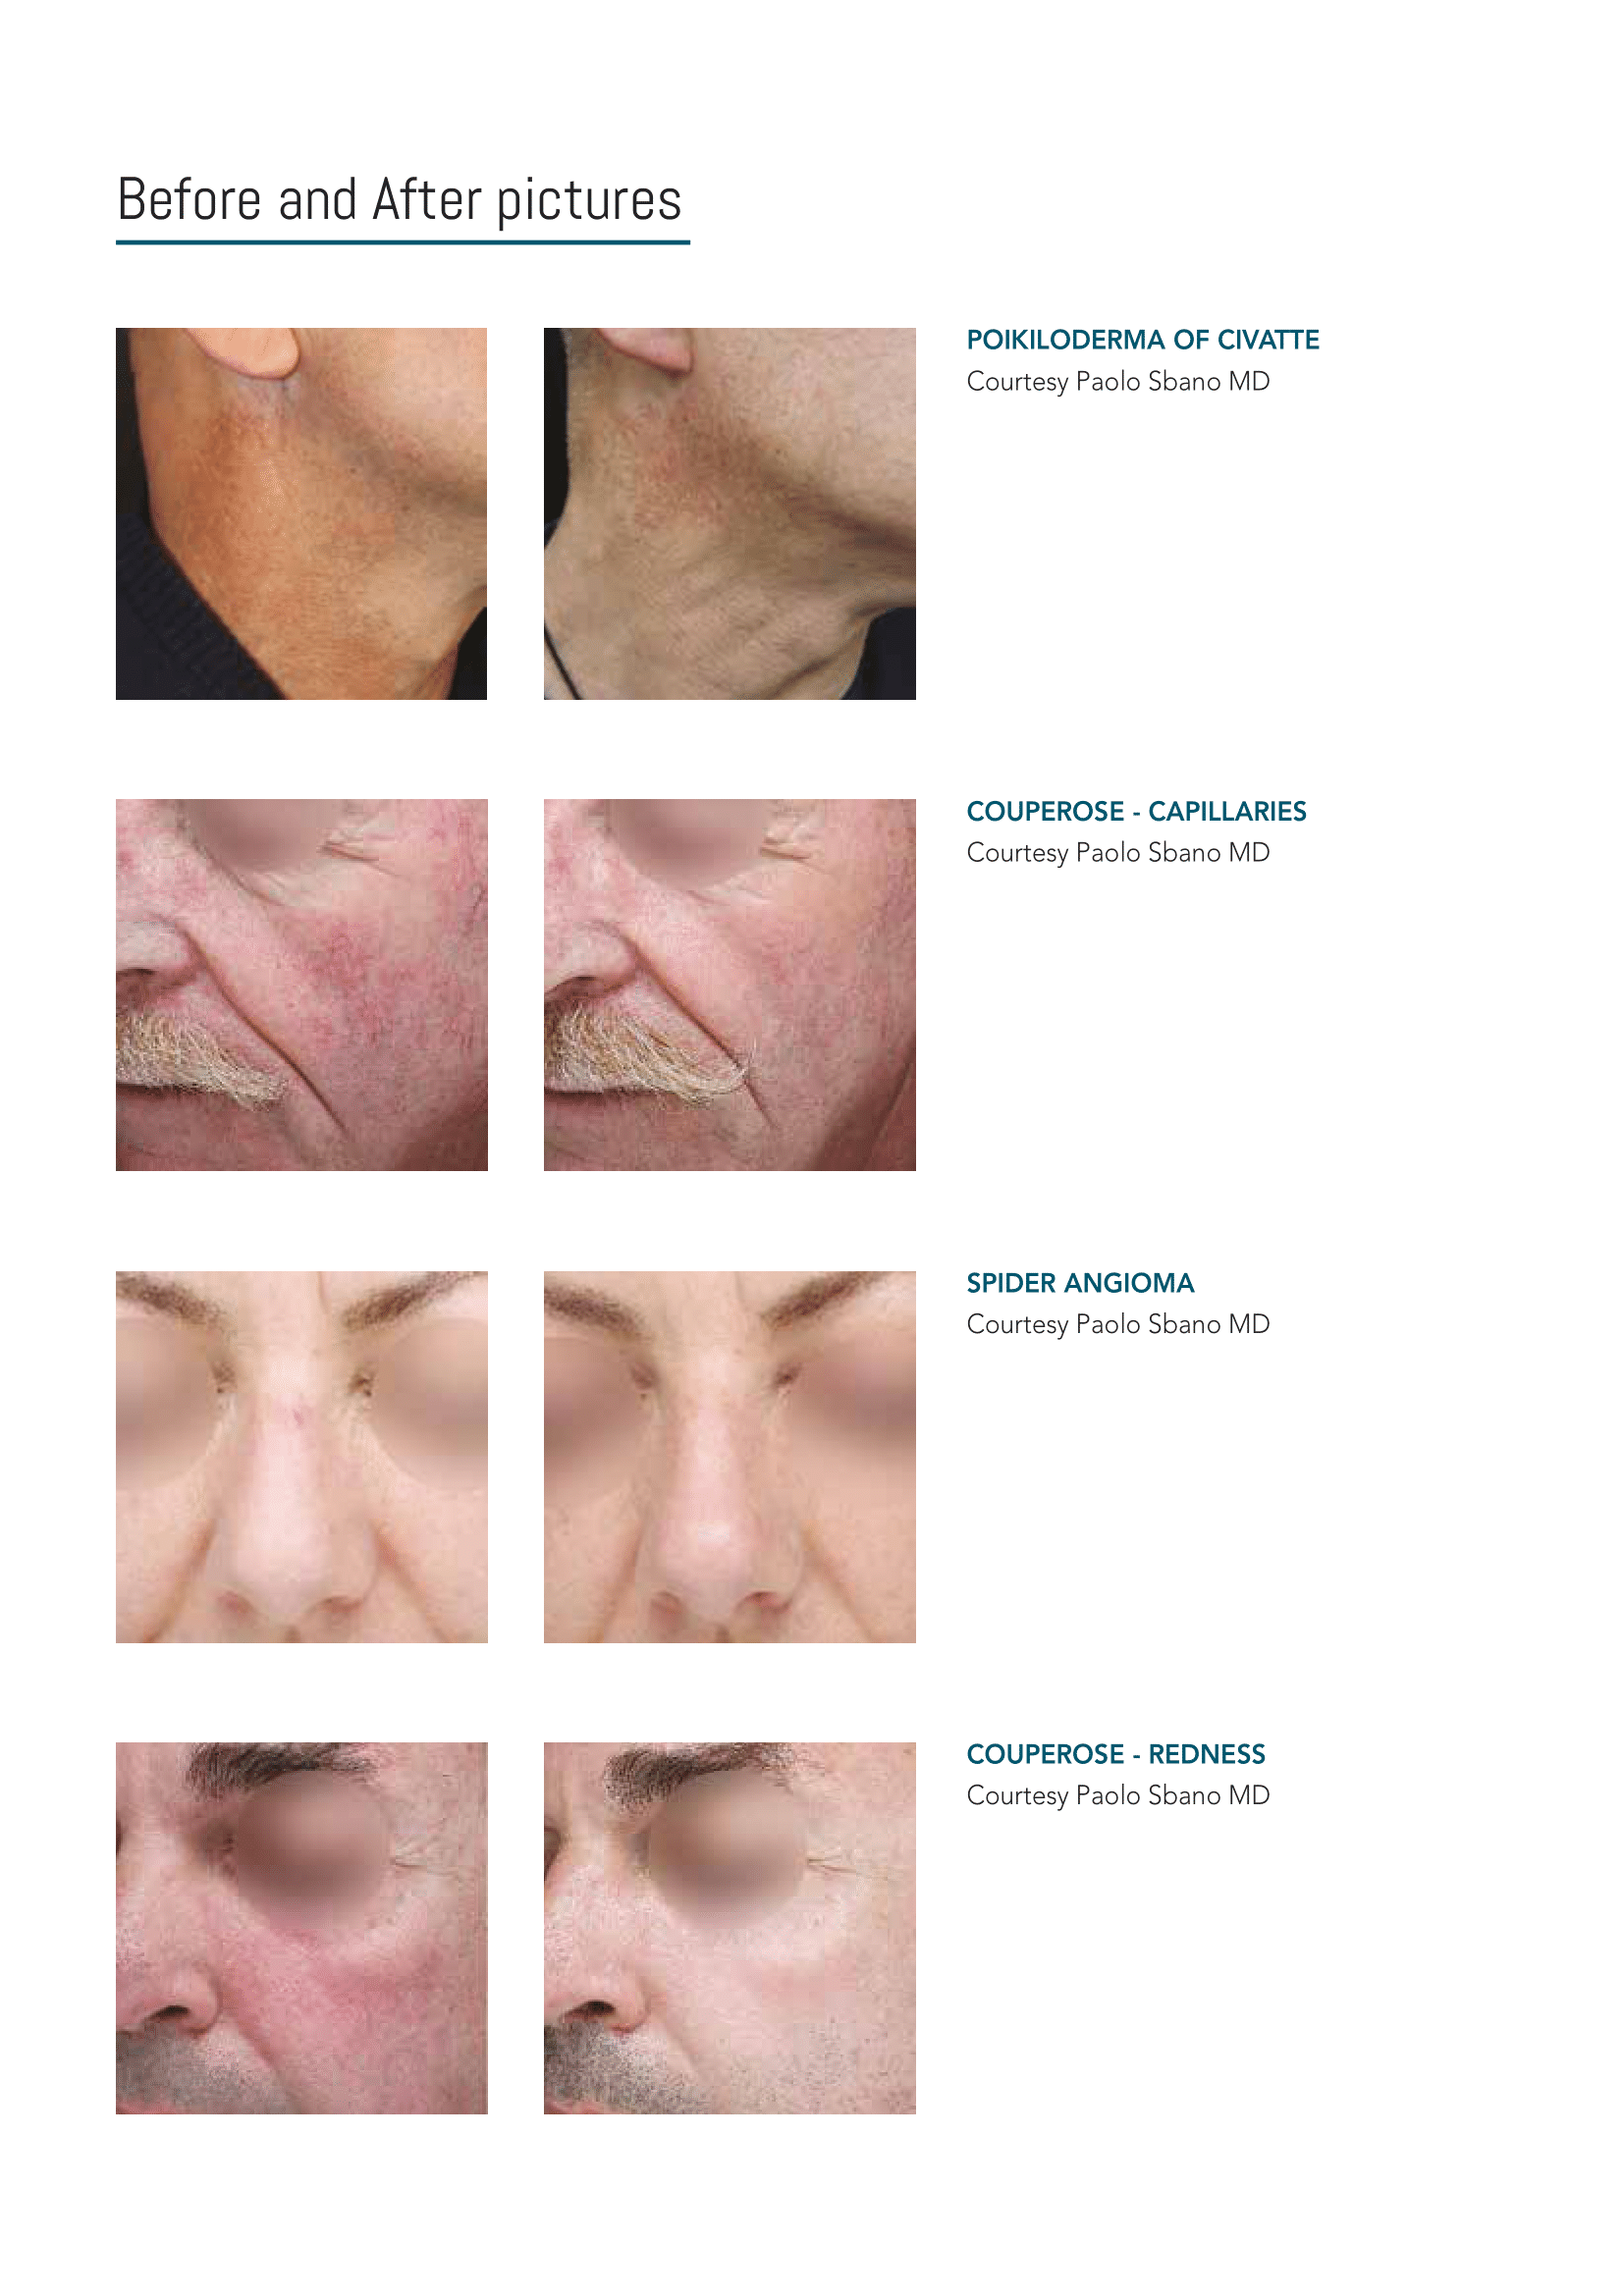 Before and After pictures
POIKILODERMA OF CIVATTE
Courtesy Paolo Sbano MD
COUPEROSE - CAPILLARIES
Courtesy Paolo Sbano MD
SPIDER ANGIOMA
Courtesy Paolo Sbano MD
COUPEROSE - REDNESS
Courtesy Paolo Sbano MD